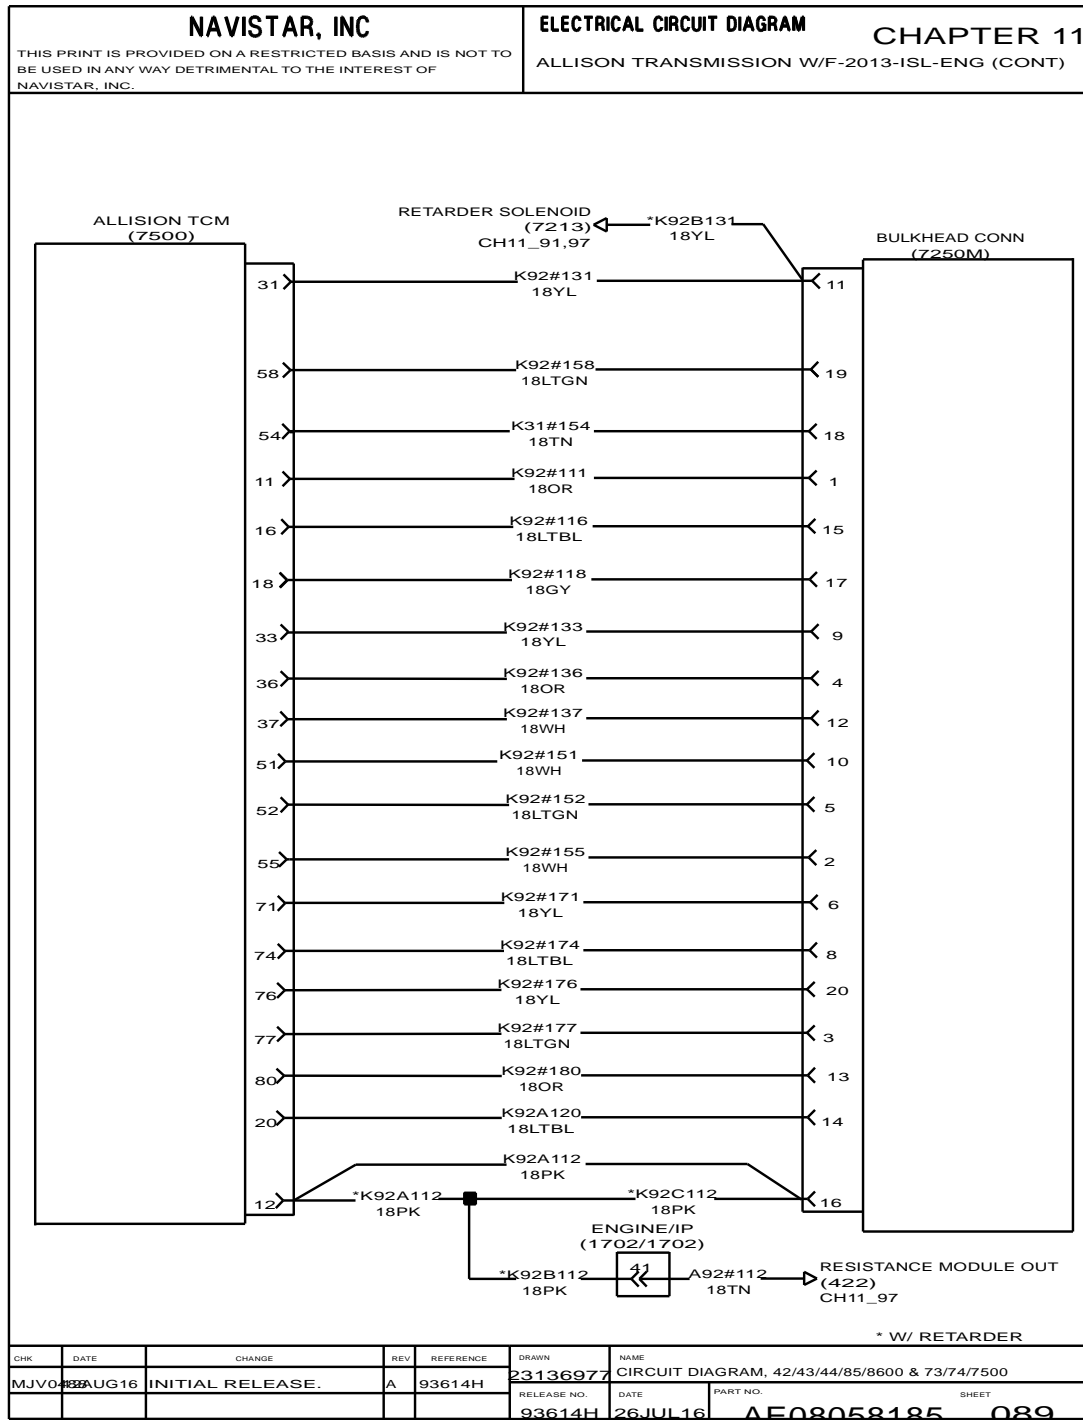 NAVISTAR, INC
THIS PRINT IS PROVIDED ON A RESTRICTED BASIS AND IS NOT TO
BE USED IN ANY WAY DETRIMENTAL TO THE INTEREST OF
NAVISTAR, INC.
ELECTRICAL CIRCUIT DIAGRAM
CHAPTER 11
ALLISON TRANSMISSION W/F-2013-ISL-ENG (CONT)
ALLISION TCM
(7500)
RETARDER SOLENOID
(7213)
CH11_91,97
*K92B131
18YL
BULKHEAD CONN
(7250M)
31 K92#131 11
18YL
58 K92#158 19
18LTGN
54 K31#154 18
18TN
11 K92#111 1
18OR
16 K92#116 15
18LTBL
18 K92#118 17
18GY
33 K92#133 9
18YL
36 K92#136 4
18OR
37 K92#137 12
18WH
51 K92#151 10
18WH
52 K92#152 5
18LTGN
55 K92#155 2
18WH
71 K92#171 6
18YL
74 K92#174 8
18LTBL
76 K92#176 20
18YL
77 K92#177 3
18LTGN
80 K92#180 13
18OR
20 K92A120 14
18LTBL
K92A112
18PK
12 *K92A112 *K92C112 16
18PK 18PK
ENGINE/IP
(1702/1702)
*K92B112 41 A92#112
18PK 18TN
RESISTANCE MODULE OUT
(422)
CH11_97
* W/ RETARDER
CHK DATE CHANGE REV REFERENCE DRAWN NAME
INITIAL RELEASE. A 93614H 23136977 CIRCUIT DIAGRAM, 42/43/44/85/8600 & 73/74/7500
RELEASE NO. DATE PART NO. SHEET
93614H 26JUL16 AE08058185 089